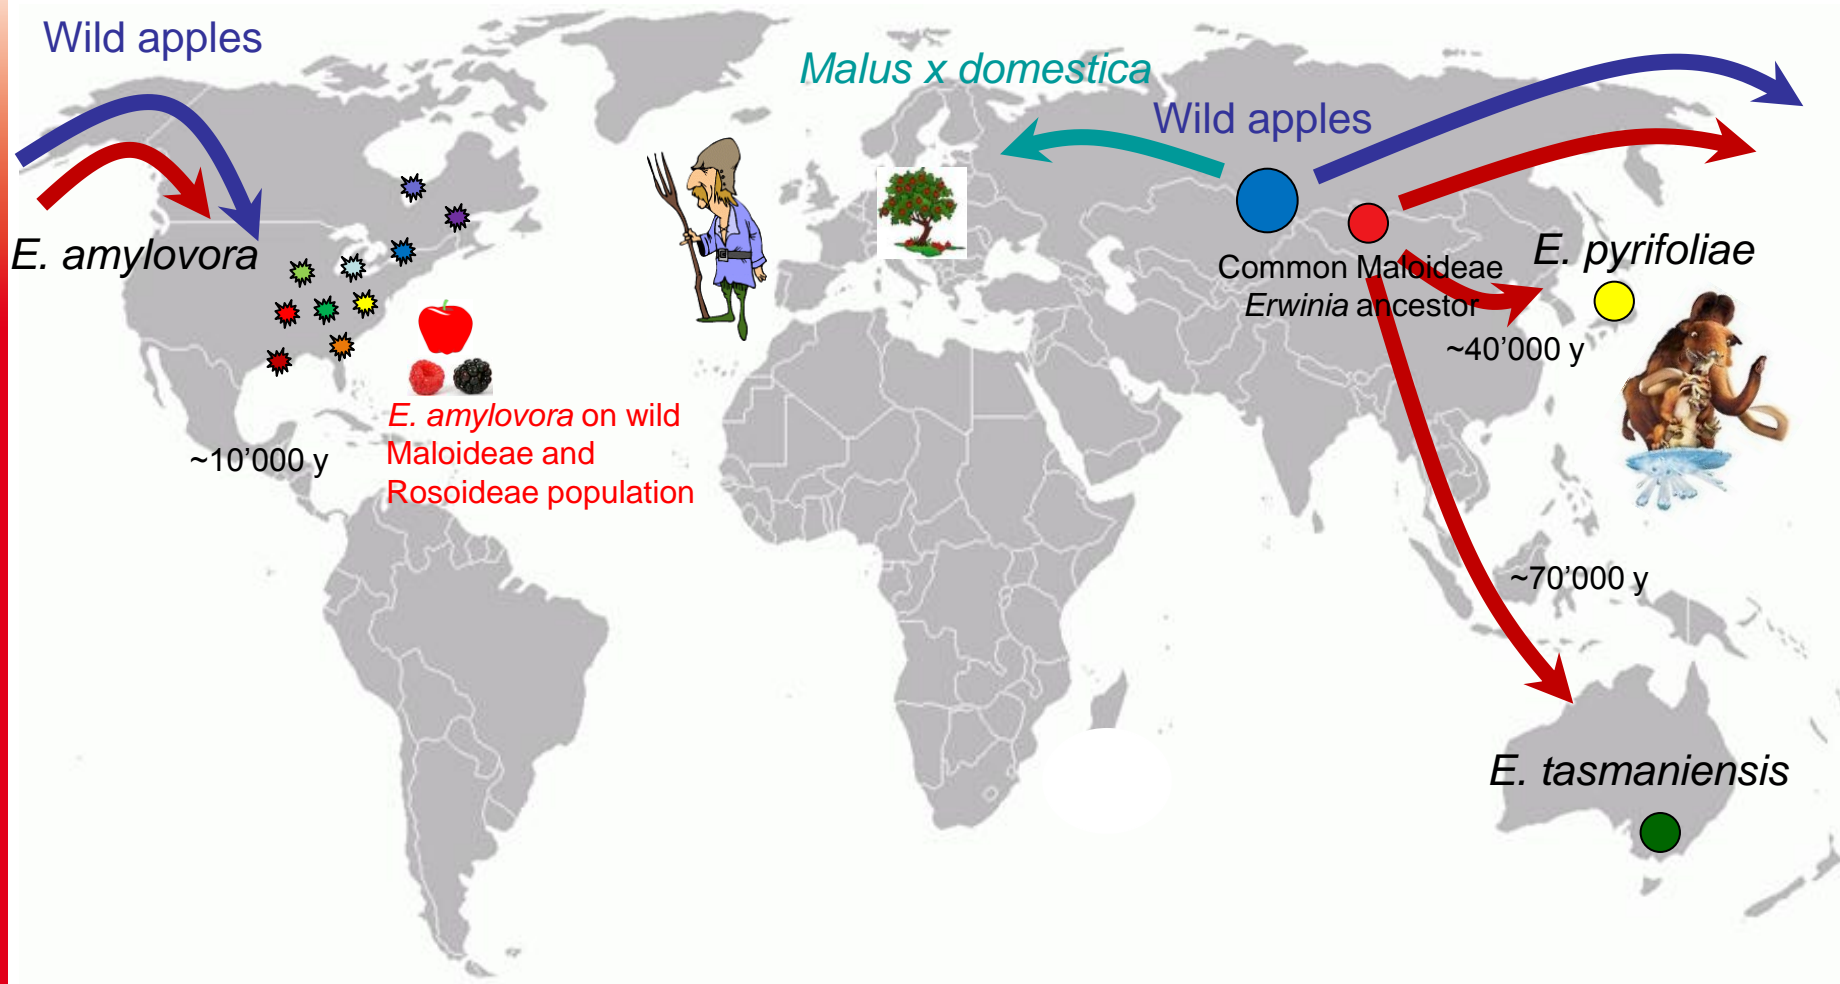 Wild apples
Malus x domestica
Wild apples
E. amylovora
E. pyrifoliae
Common Maloideae
Erwinia ancestor
~40'000 y
E. amylovora on wild
Maloideae and
Rosoideae population
~10'000 y
~70'000 y
E. tasmaniensis